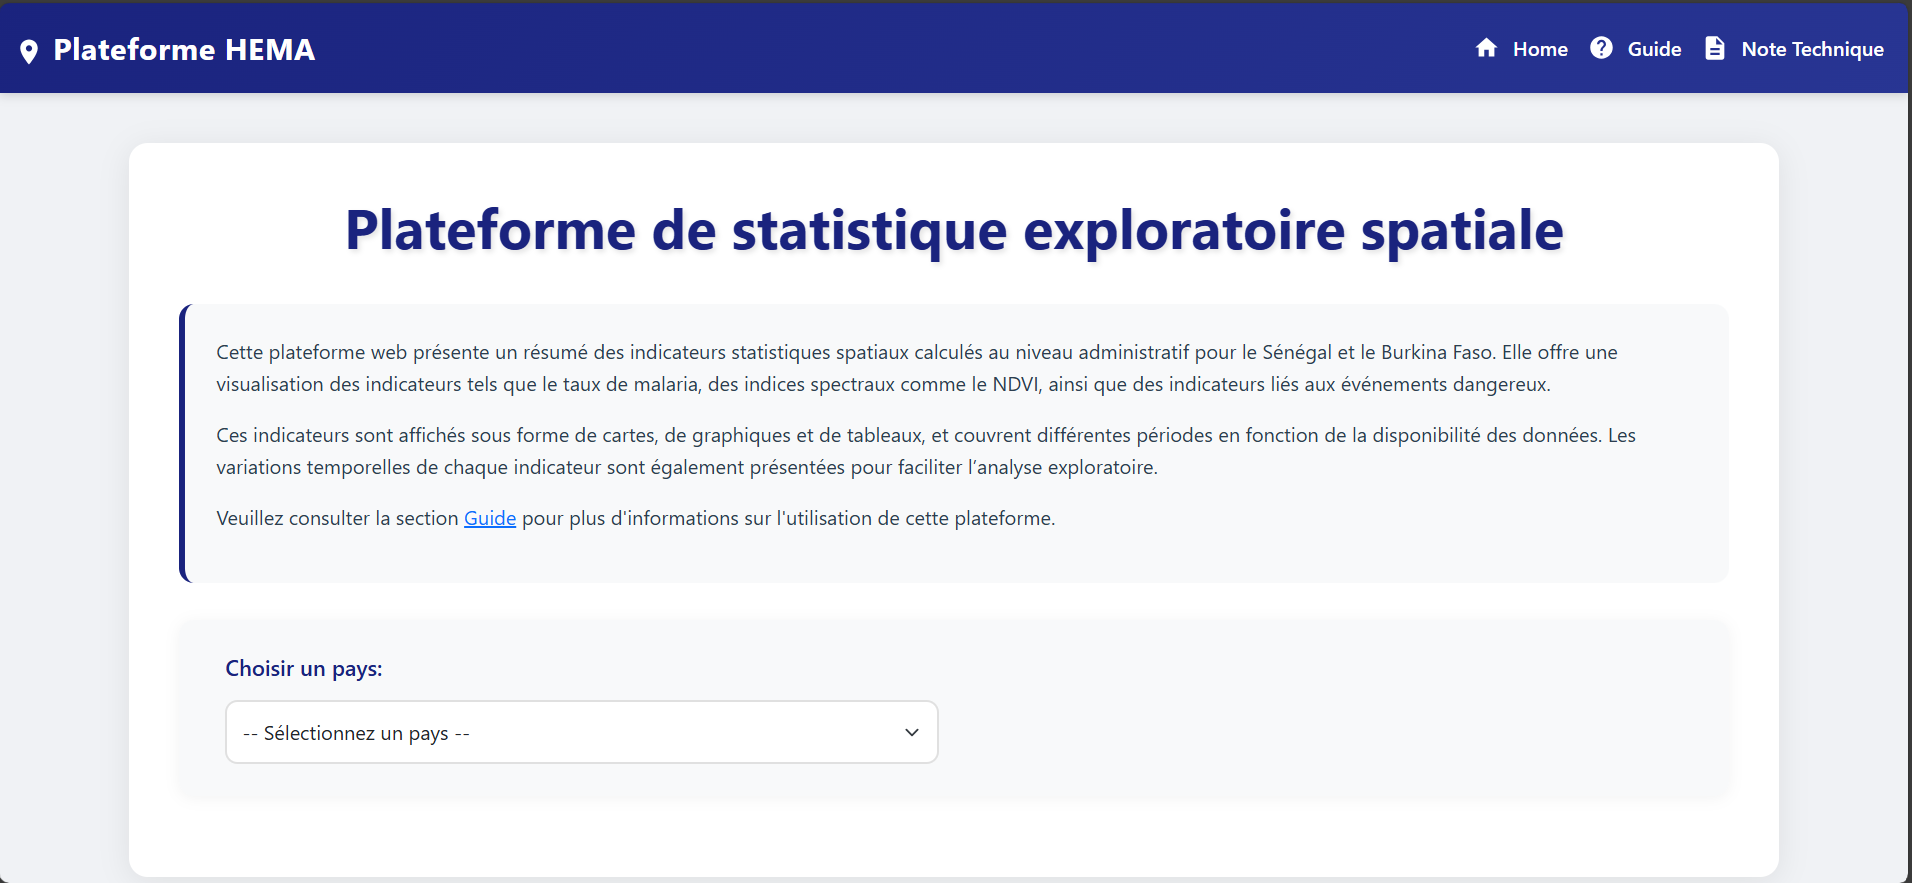 Plateforme HEMA
Home
Guide
Note Technique
Plateforme de statistique exploratoire spatiale
Cette plateforme web présente un résumé des indicateurs statistiques spatiaux calculés au niveau administratif pour le Sénégal et le Burkina Faso. Elle offre une
visualisation des indicateurs tels que le taux de malaria, des indices spectraux comme le NDVI, ainsi que des indicateurs liés aux événements dangereux.
Ces indicateurs sont affichés sous forme de cartes, de graphiques et de tableaux, et couvrent différentes périodes en fonction de la disponibilité des données. Les
variations temporelles de chaque indicateur sont également présentées pour faciliter l’analyse exploratoire.
Veuillez consulter la section Guide pour plus d'informations sur l'utilisation de cette plateforme.
Choisir un pays:
-- Sélectionnez un pays --